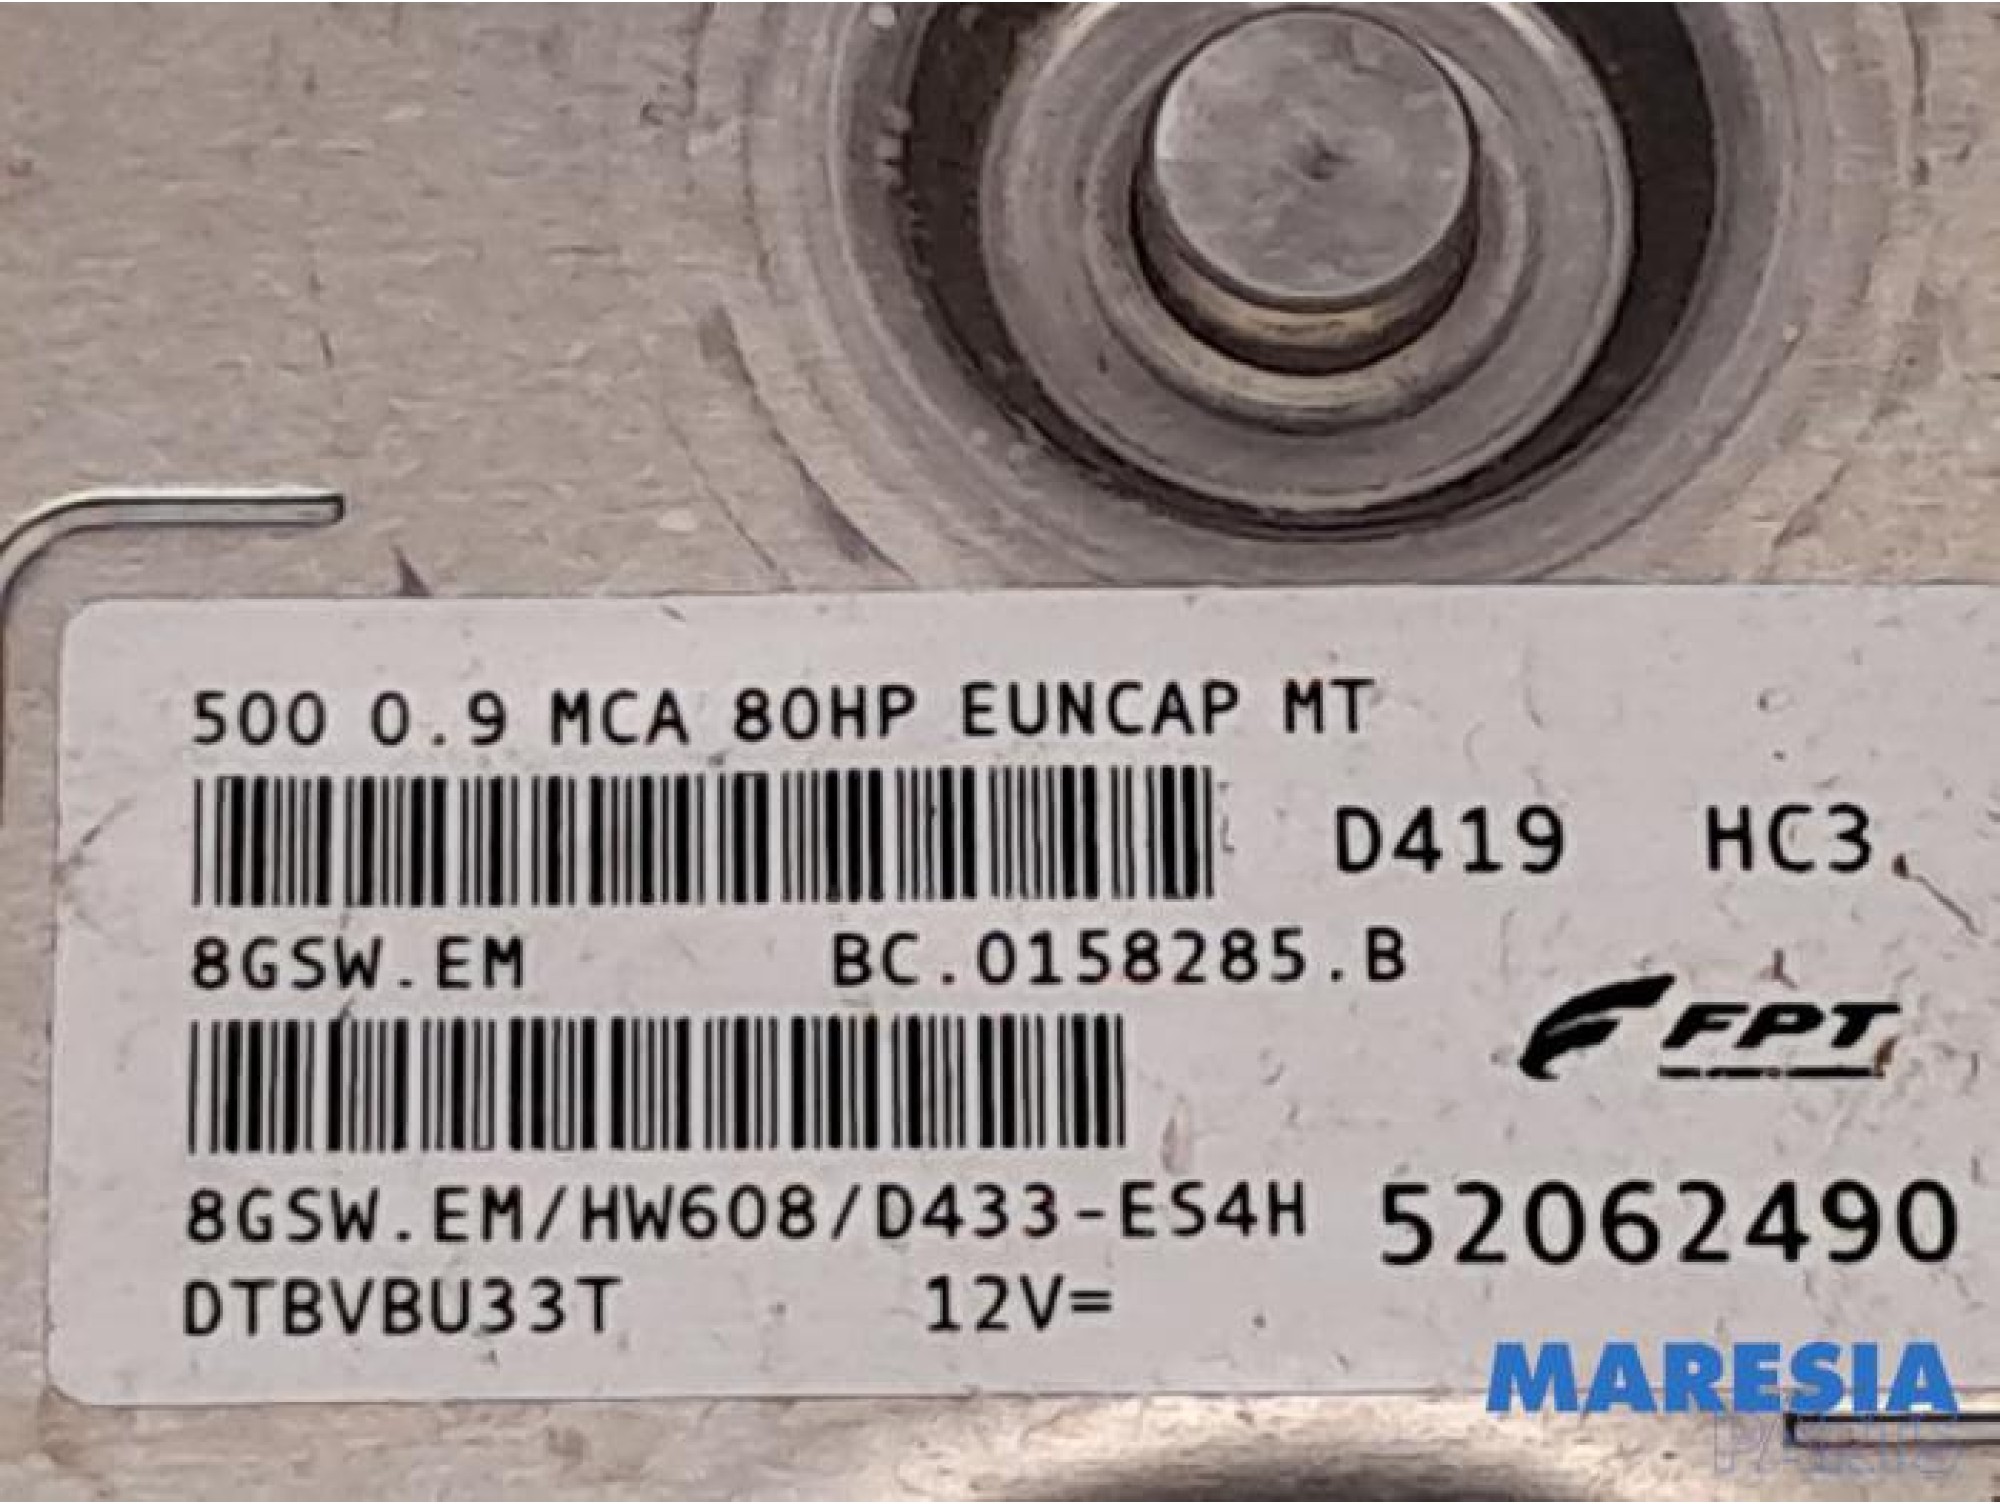 500 0.9 MCA 80HP EUNCAP MT
D419 HC3
8GSW.EM BC.0158285.B
FPT
8GSW.EM/HW608/D433-ES4H 52062490
DTBVBU33T 12V=
MARESIA
PARTS